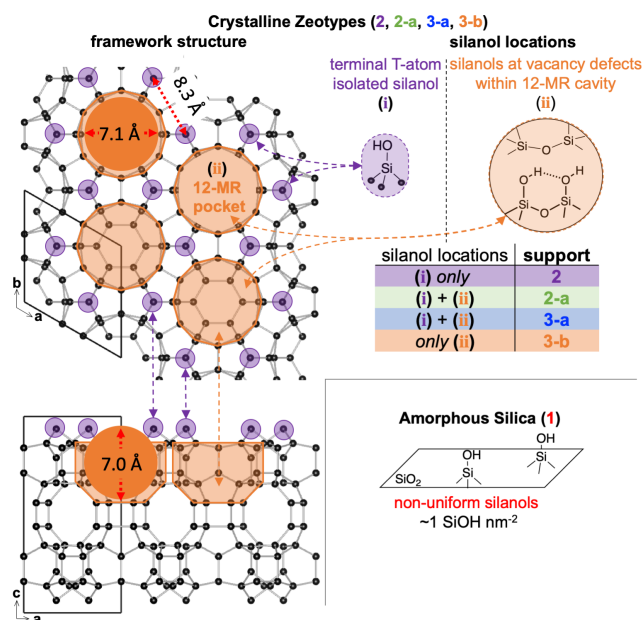 Crystalline Zeotypes (2, 2-a, 3-a, 3-b)
framework structure
silanol locations
terminal T-atom
isolated silanol
(i)
silanols at vacancy defects
within 12-MR cavity
(ii)
8.3 Å
7.1 Å
(ii)
12-MR
pocket
HO
Si
Si
O
Si
H
H
O
O
Si
O
Si
b
a
silanol locations support
(i) only 2
(i) + (ii) 2-a
(i) + (ii) 3-a
only (ii) 3-b
7.0 Å
c
a
Amorphous Silica (1)
OH
OH
Si
Si
SiO2
non-uniform silanols
~1 SiOH nm-2